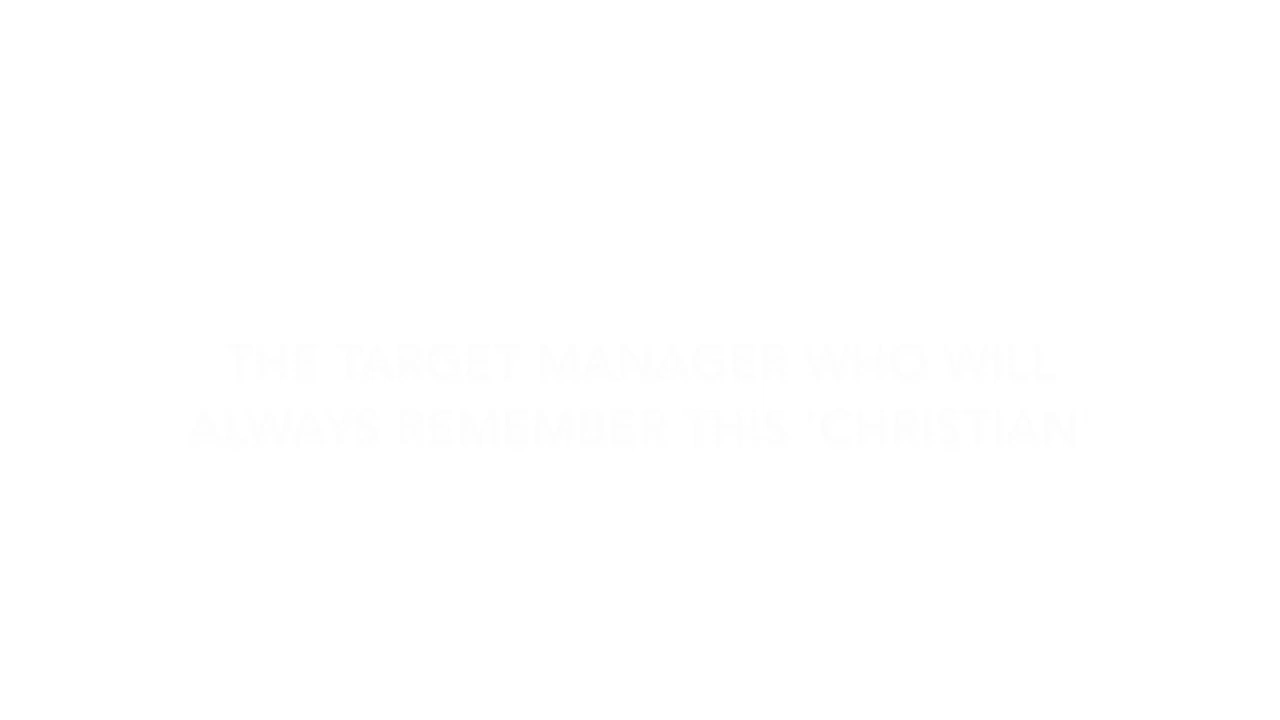 THE TARGET MANAGER WHO WILL
ALWAYS REMEMBER THIS 'CHRISTIAN'